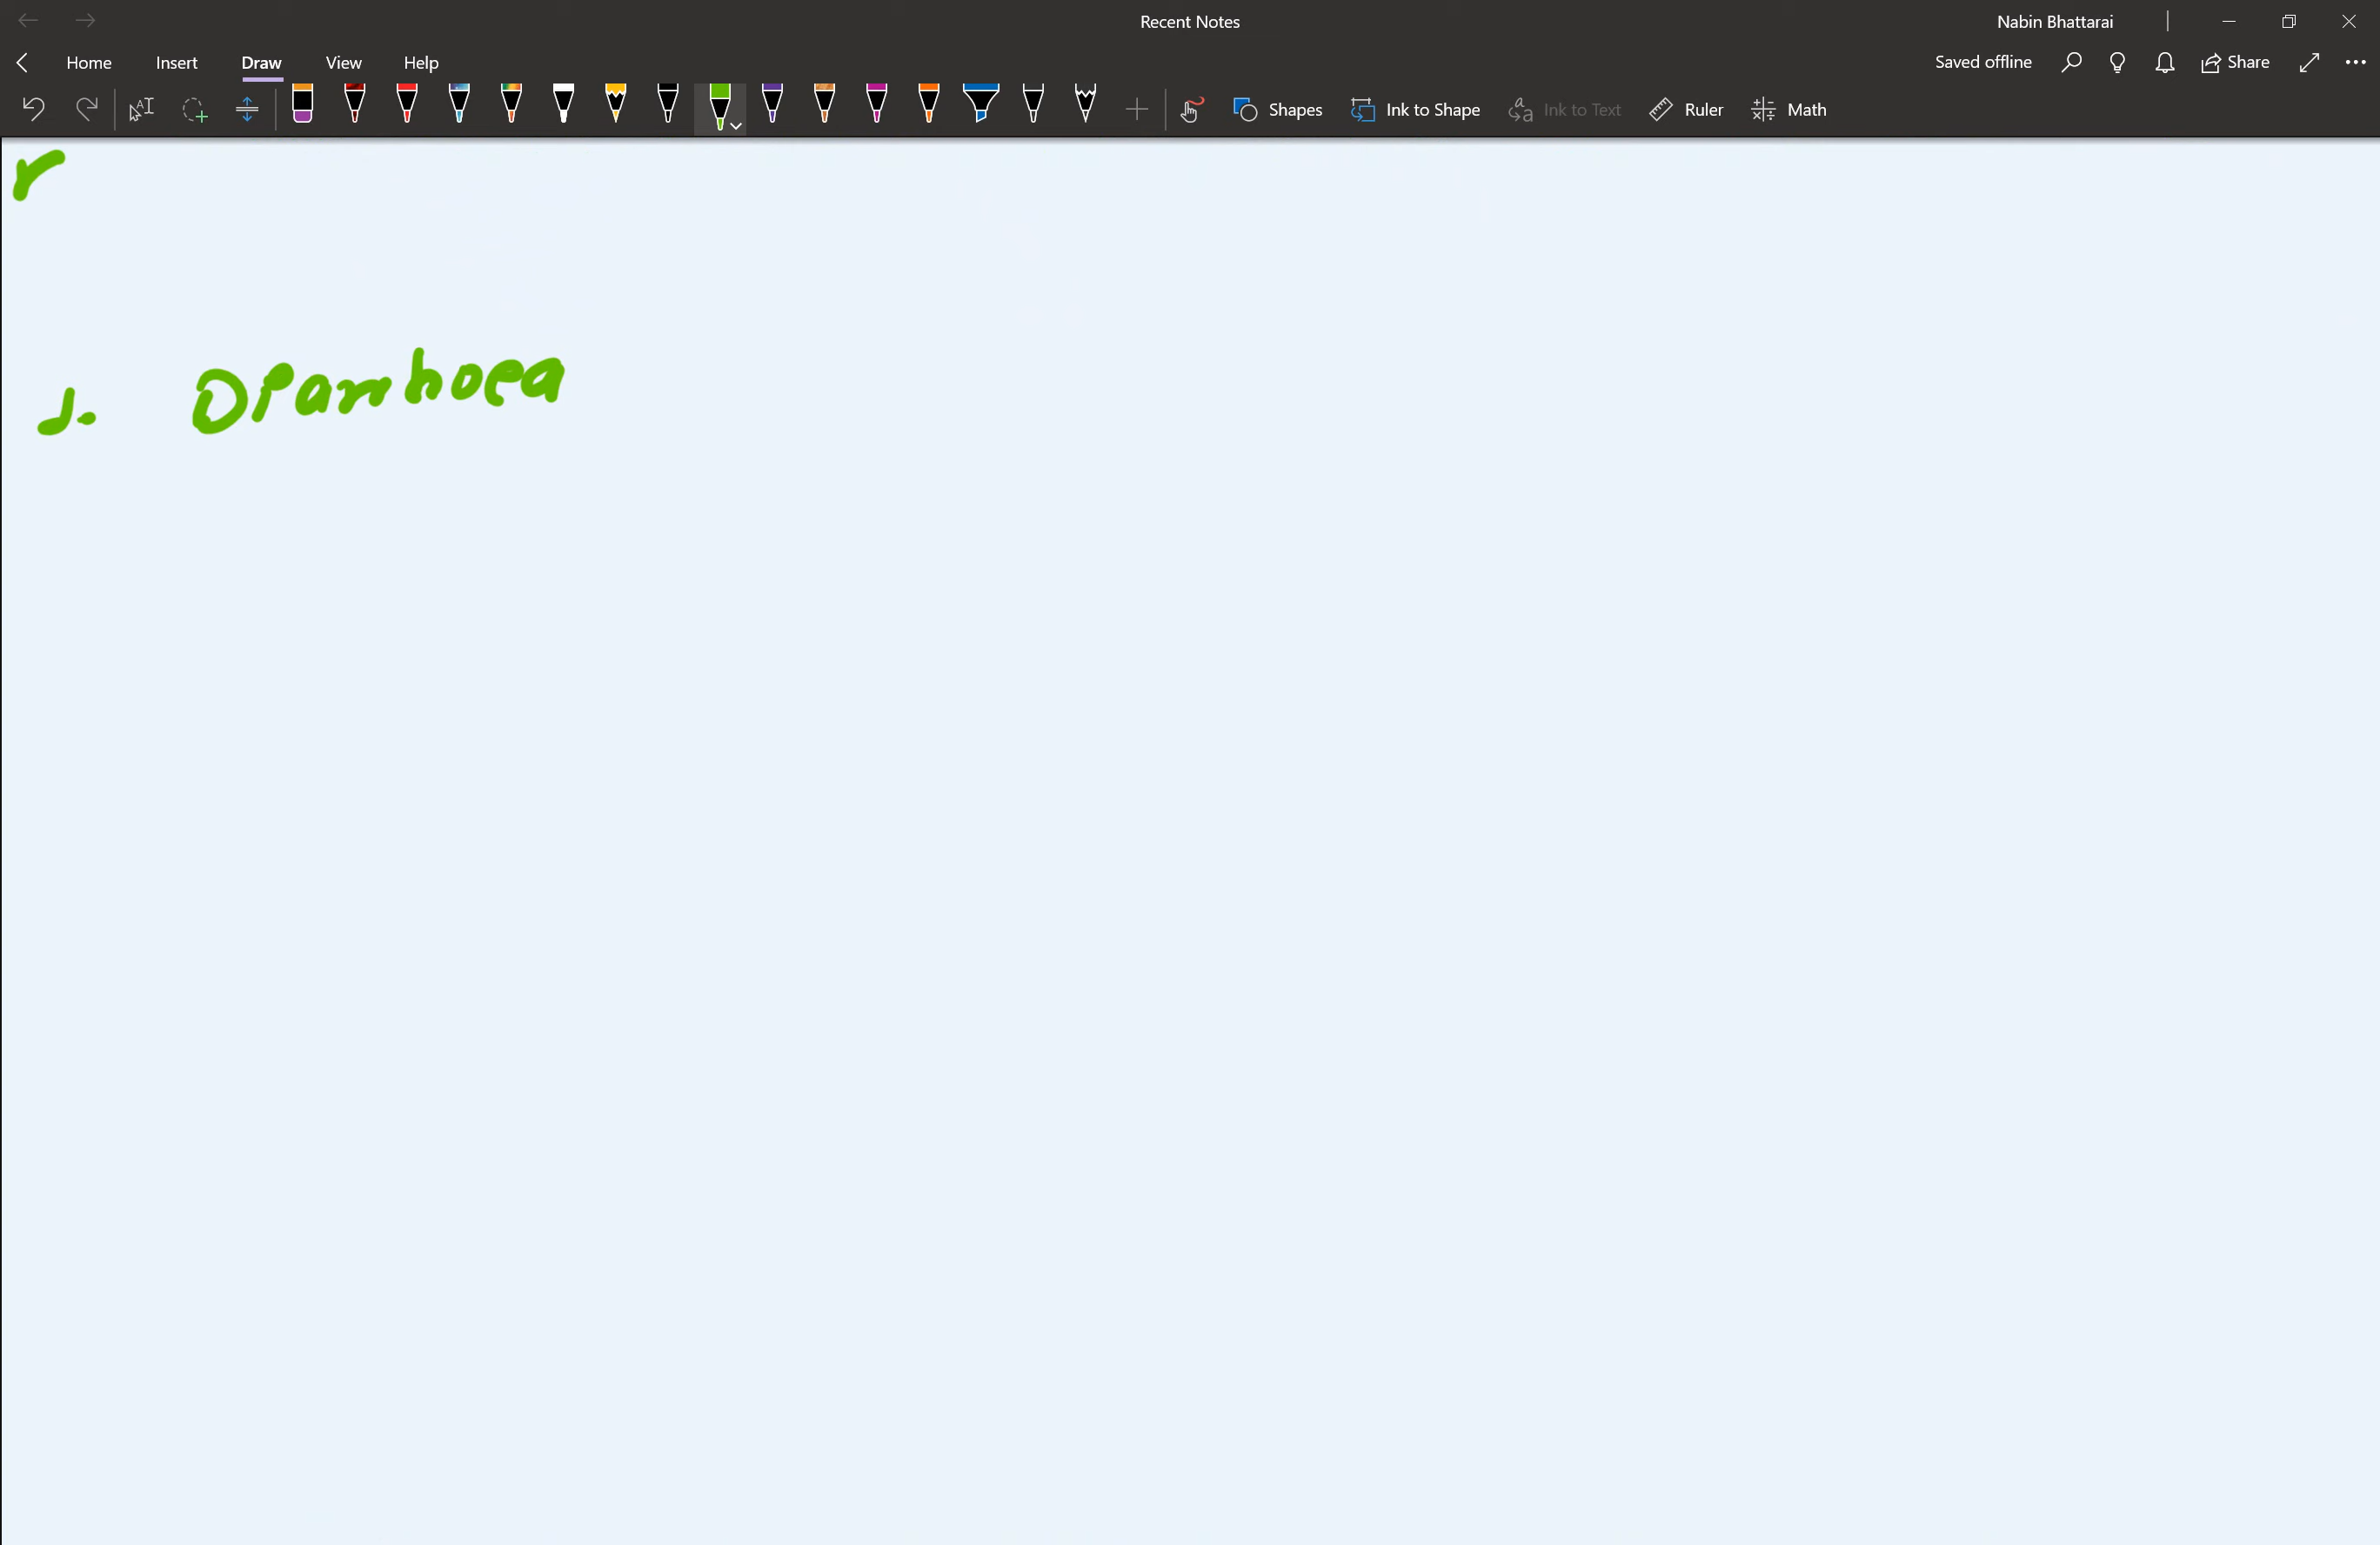 Recent Notes
Nabin Bhattarai
Home Insert Draw View Help
Saved offline
Share
Shapes Ink to Shape Ink to Text Ruler Math
r
1. Diarrhoea